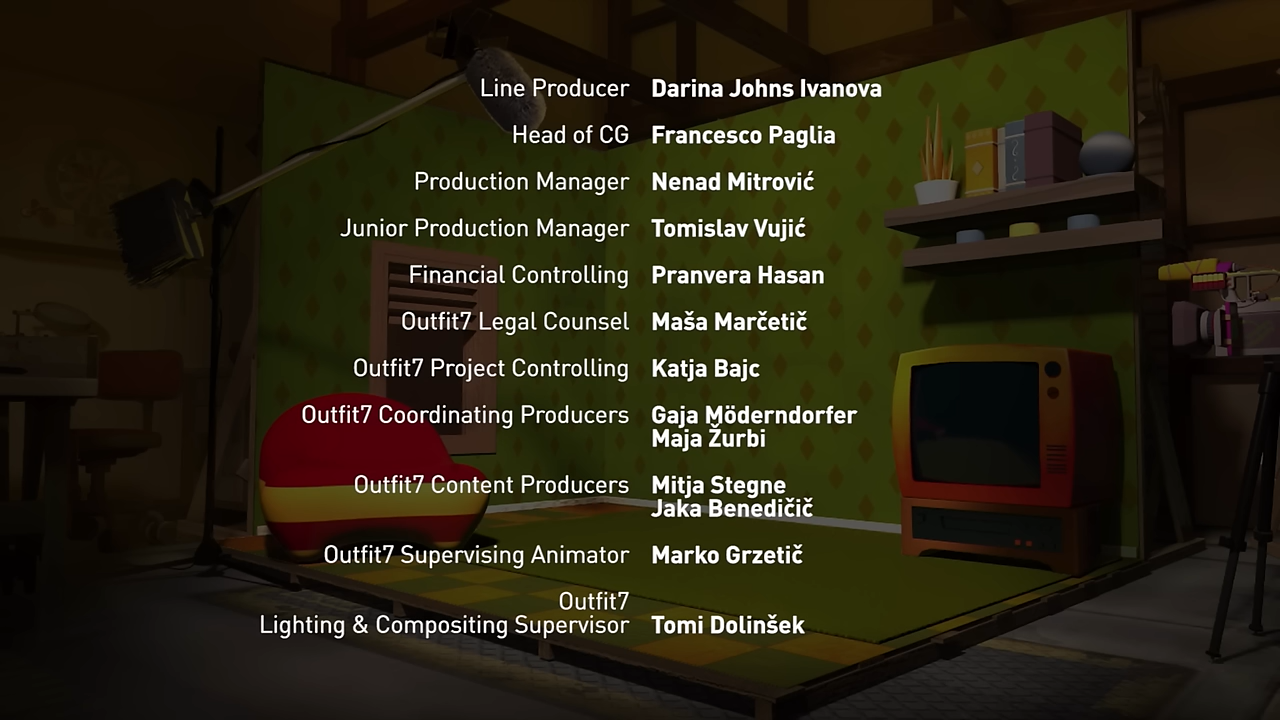 Line Producer Darina Johns Ivanova
Head of CG Francesco Paglia
Production Manager Nenad Mitrović
Junior Production Manager Tomislav Vujić
Financial Controlling Pranvera Hasan
Outfit7 Legal Counsel Maša Marčetič
Outfit7 Project Controlling Katja Bajc
Outfit7 Coordinating Producers Gaja Möderndorfer
Maja Žurbi
Outfit7 Content Producers Mitja Stegne
Jaka Benedičič
Outfit7 Supervising Animator Marko Grzetič
Outfit7
Lighting & Compositing Supervisor Tomi Dolinšek